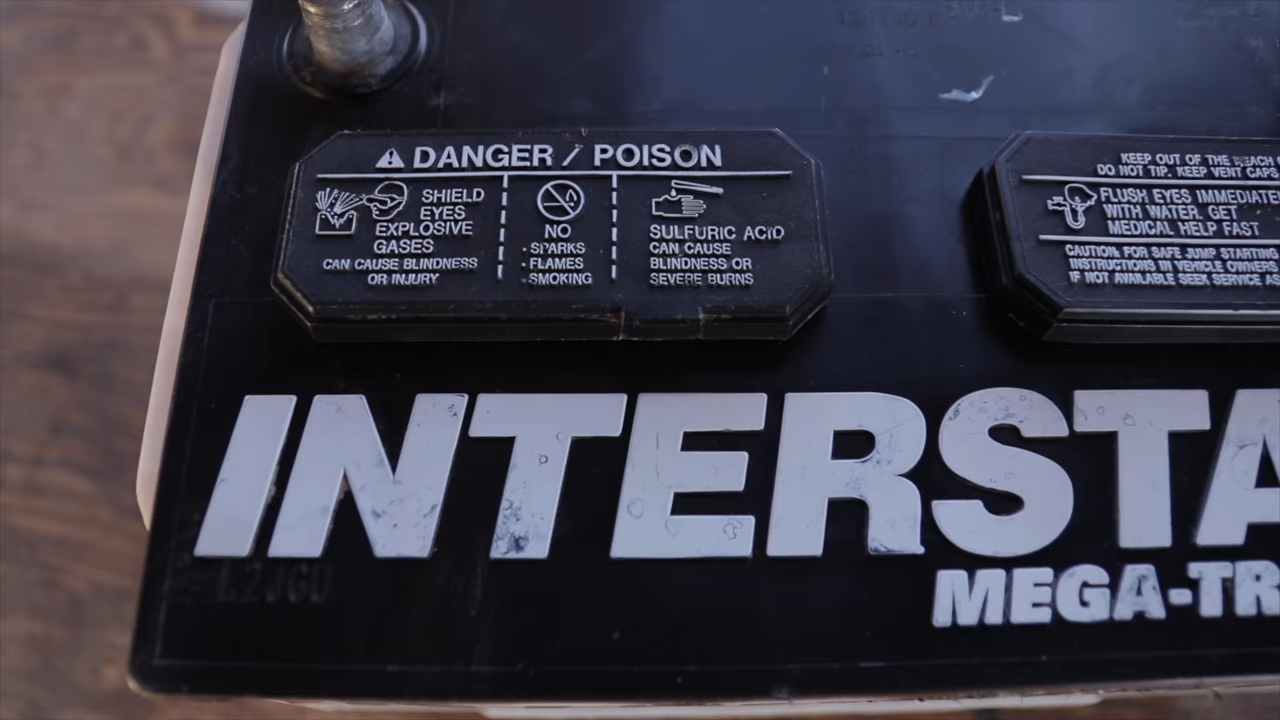 DANGER / POISON
SHIELD
EYES
EXPLOSIVE
GASES
CAN CAUSE BLINDNESS
OR INJURY
NO
· SPARKS
· FLAMES
· SMOKING
SULFURIC ACID
CAN CAUSE
BLINDNESS OR
SEVERE BURNS
KEEP OUT OF THE REACH
DO NOT TIP. KEEP VENT CAPS
FLUSH EYES IMMEDIATE
WITH WATER. GET
MEDICAL HELP FAST
CAUTION: FOR SAFE JUMP STARTING
INSTRUCTIONS IN VEHICLE OWNERS
IF NOT AVAILABLE SEEK SERVICE AS
INTERSTA
MEGA-TR